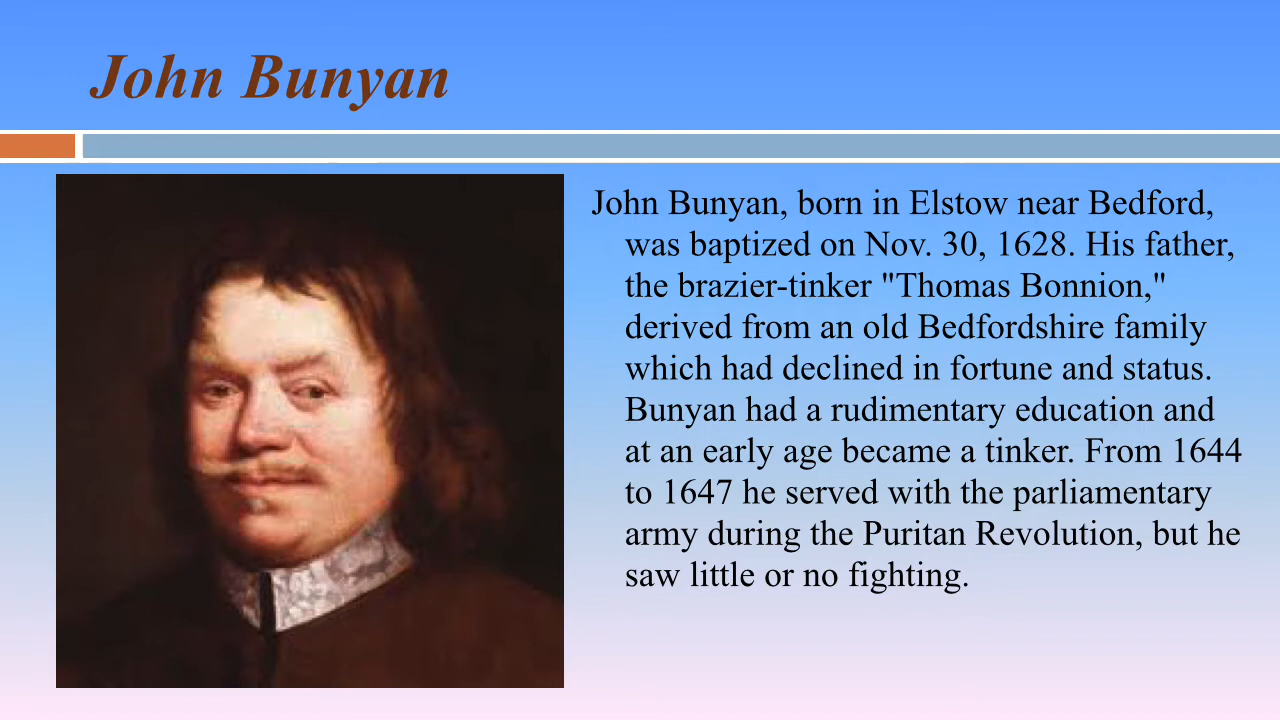 John Bunyan
John Bunyan, born in Elstow near Bedford,
was baptized on Nov. 30, 1628. His father,
the brazier-tinker "Thomas Bonnion,"
derived from an old Bedfordshire family
which had declined in fortune and status.
Bunyan had a rudimentary education and
at an early age became a tinker. From 1644
to 1647 he served with the parliamentary
army during the Puritan Revolution, but he
saw little or no fighting.